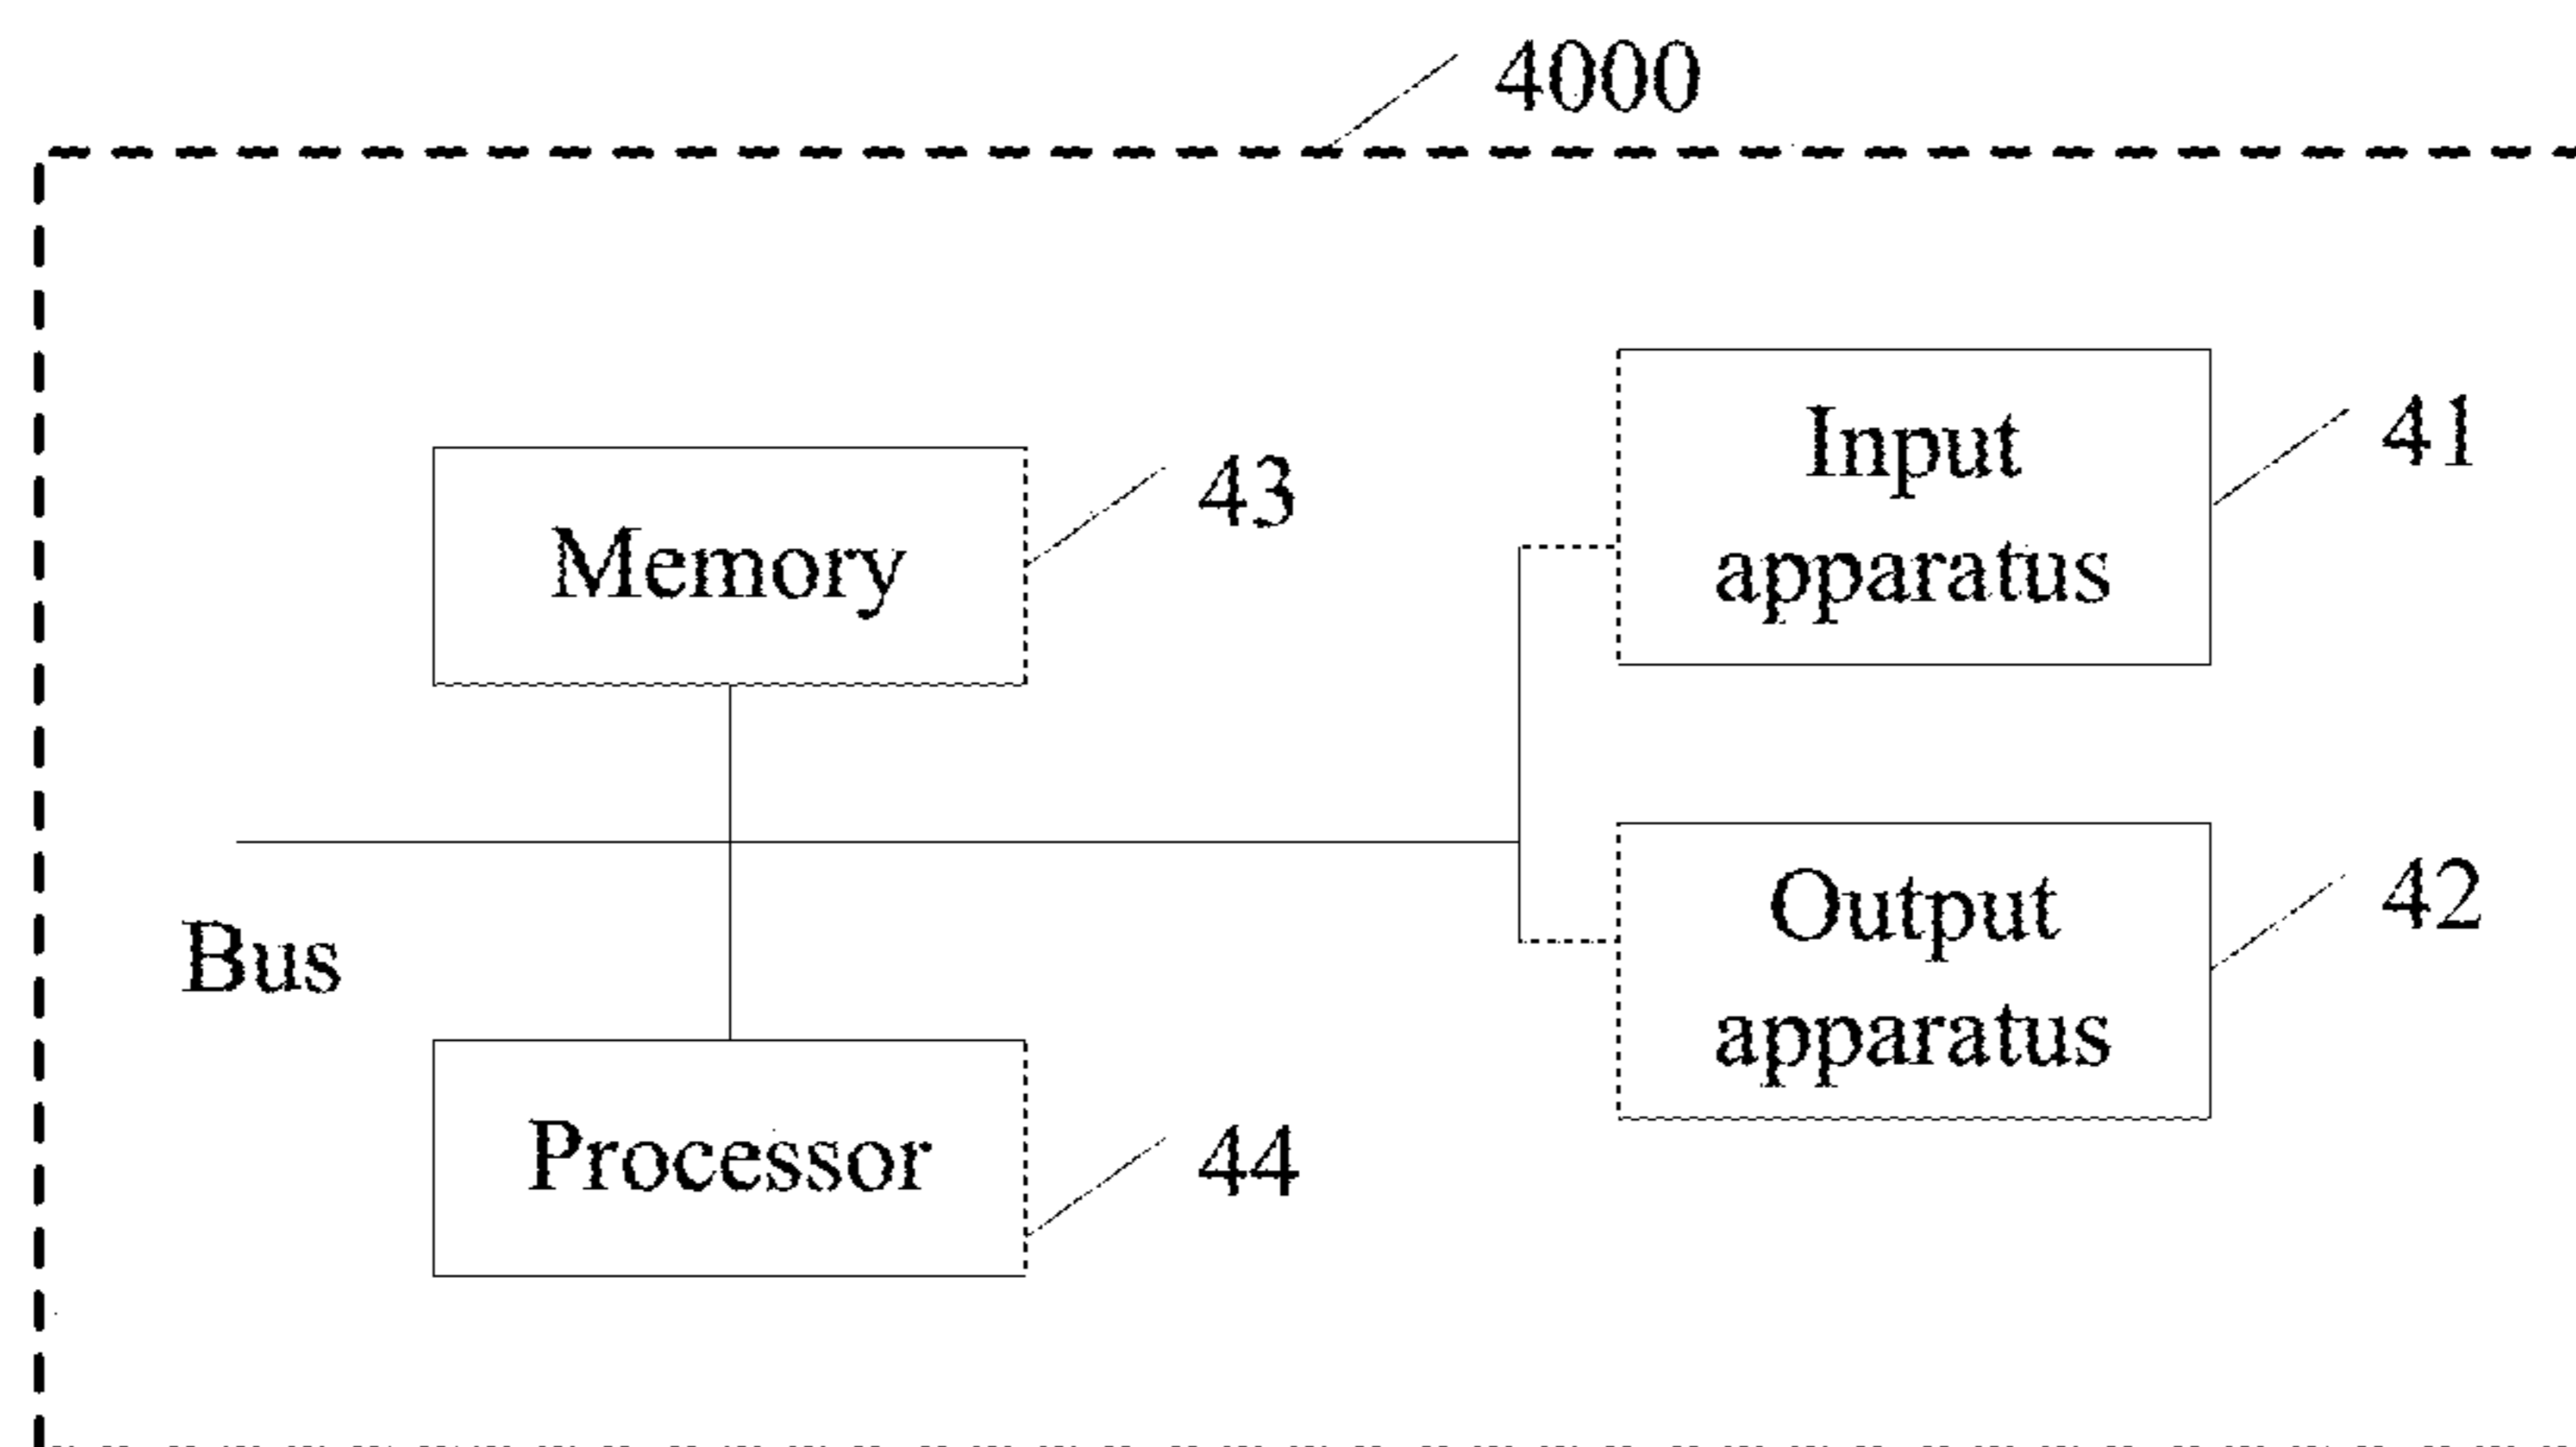 4000
Input
apparatus
41
Memory
43
Output
apparatus
42
Bus
Processor
44